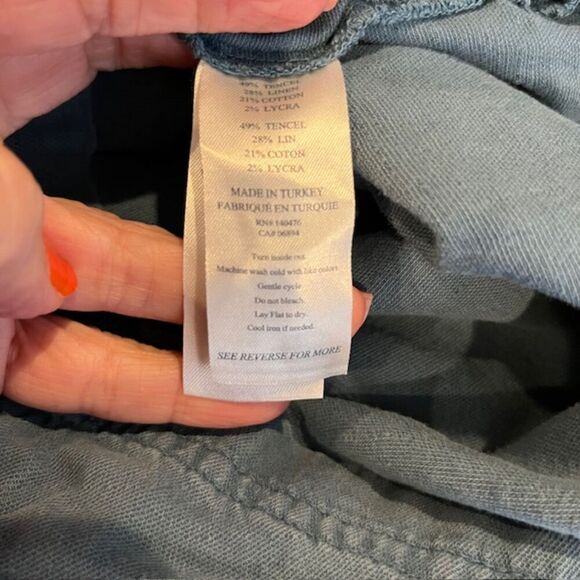 49% TENCEL
28% LINEN
21% COTTON
2% LYCRA
49% TENCEL
28% LIN
21% COTON
2% LYCRA
MADE IN TURKEY
FABRIQUÉ EN TURQUIE
RN# 140476
CA# 06894
Turn inside out.
Machine wash cold with like colors.
Gentle cycle
Do not bleach.
Lay Flat to dry.
Cool iron if needed.
SEE REVERSE FOR MORE